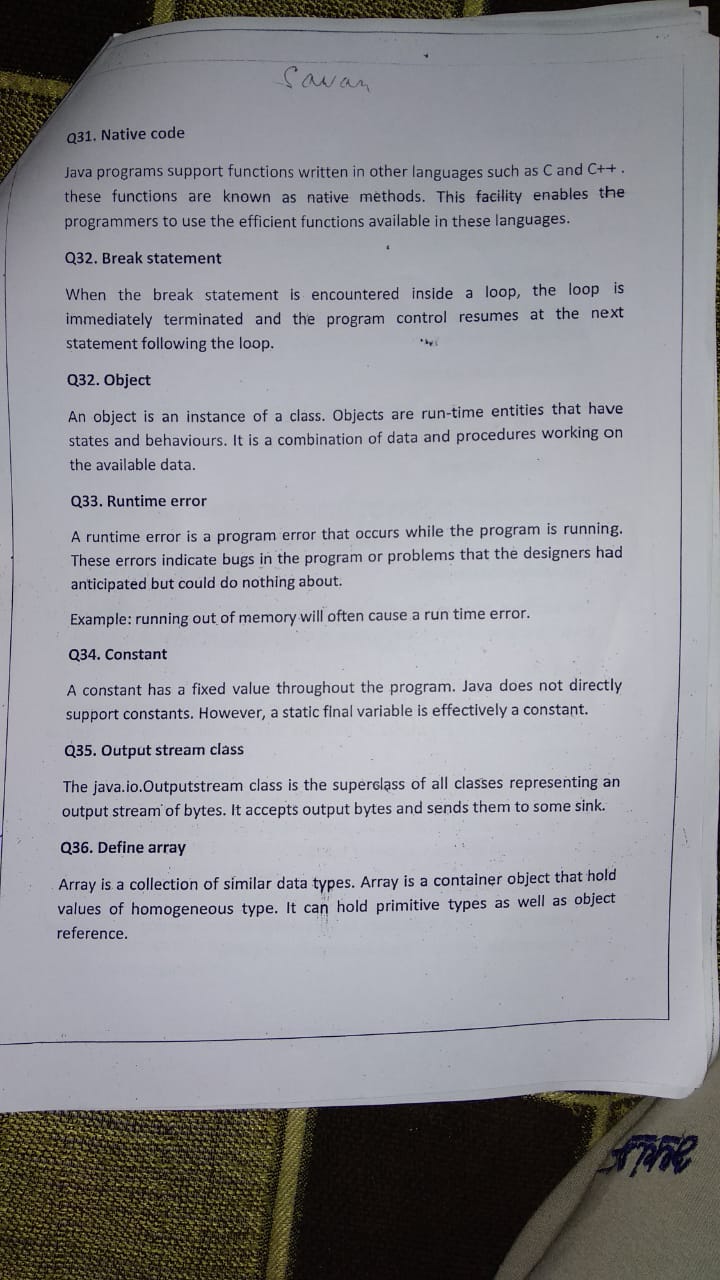 Savan
Q31. Native code
Java programs support functions written in other languages such as C and C++ .
these functions are known as native methods. This facility enables the
programmers to use the efficient functions available in these languages.
Q32. Break statement
When the break statement is encountered inside a loop, the loop is
immediately terminated and the program control resumes at the next
statement following the loop.
Q32. Object
An object is an instance of a class. Objects are run-time entities that have
states and behaviours. It is a combination of data and procedures working on
the available data.
Q33. Runtime error
A runtime error is a program error that occurs while the program is running.
These errors indicate bugs in the program or problems that the designers had
anticipated but could do nothing about.
Example: running out of memory will often cause a run time error.
Q34. Constant
A constant has a fixed value throughout the program. Java does not directly
support constants. However, a static final variable is effectively a constant.
Q35. Output stream class
The java.io.Outputstream class is the superclass of all classes representing an
output stream of bytes. It accepts output bytes and sends them to some sink.
Q36. Define array
Array is a collection of similar data types. Array is a container object that hold
values of homogeneous type. It can hold primitive types as well as object
reference.